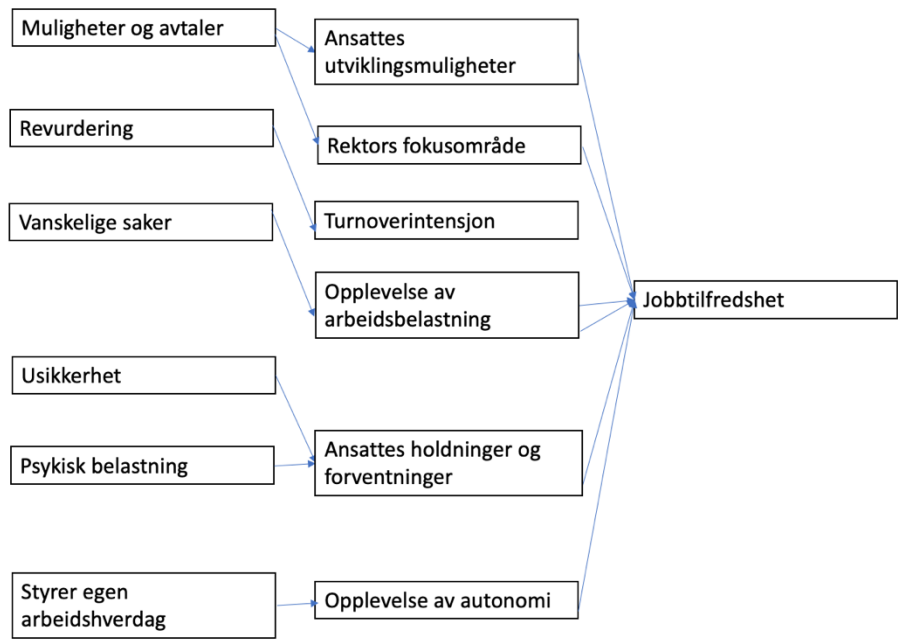 Muligheter og avtaler
Ansattes
utviklingsmuligheter
Revurdering
Rektors fokusområde
Vanskelige saker
Turnoverintensjon
Opplevelse av
arbeidsbelastning
Jobbtilfredshet
Usikkerhet
Psykisk belastning
Ansattes holdninger og
forventninger
Styrer egen
arbeidshverdag
Opplevelse av autonomi